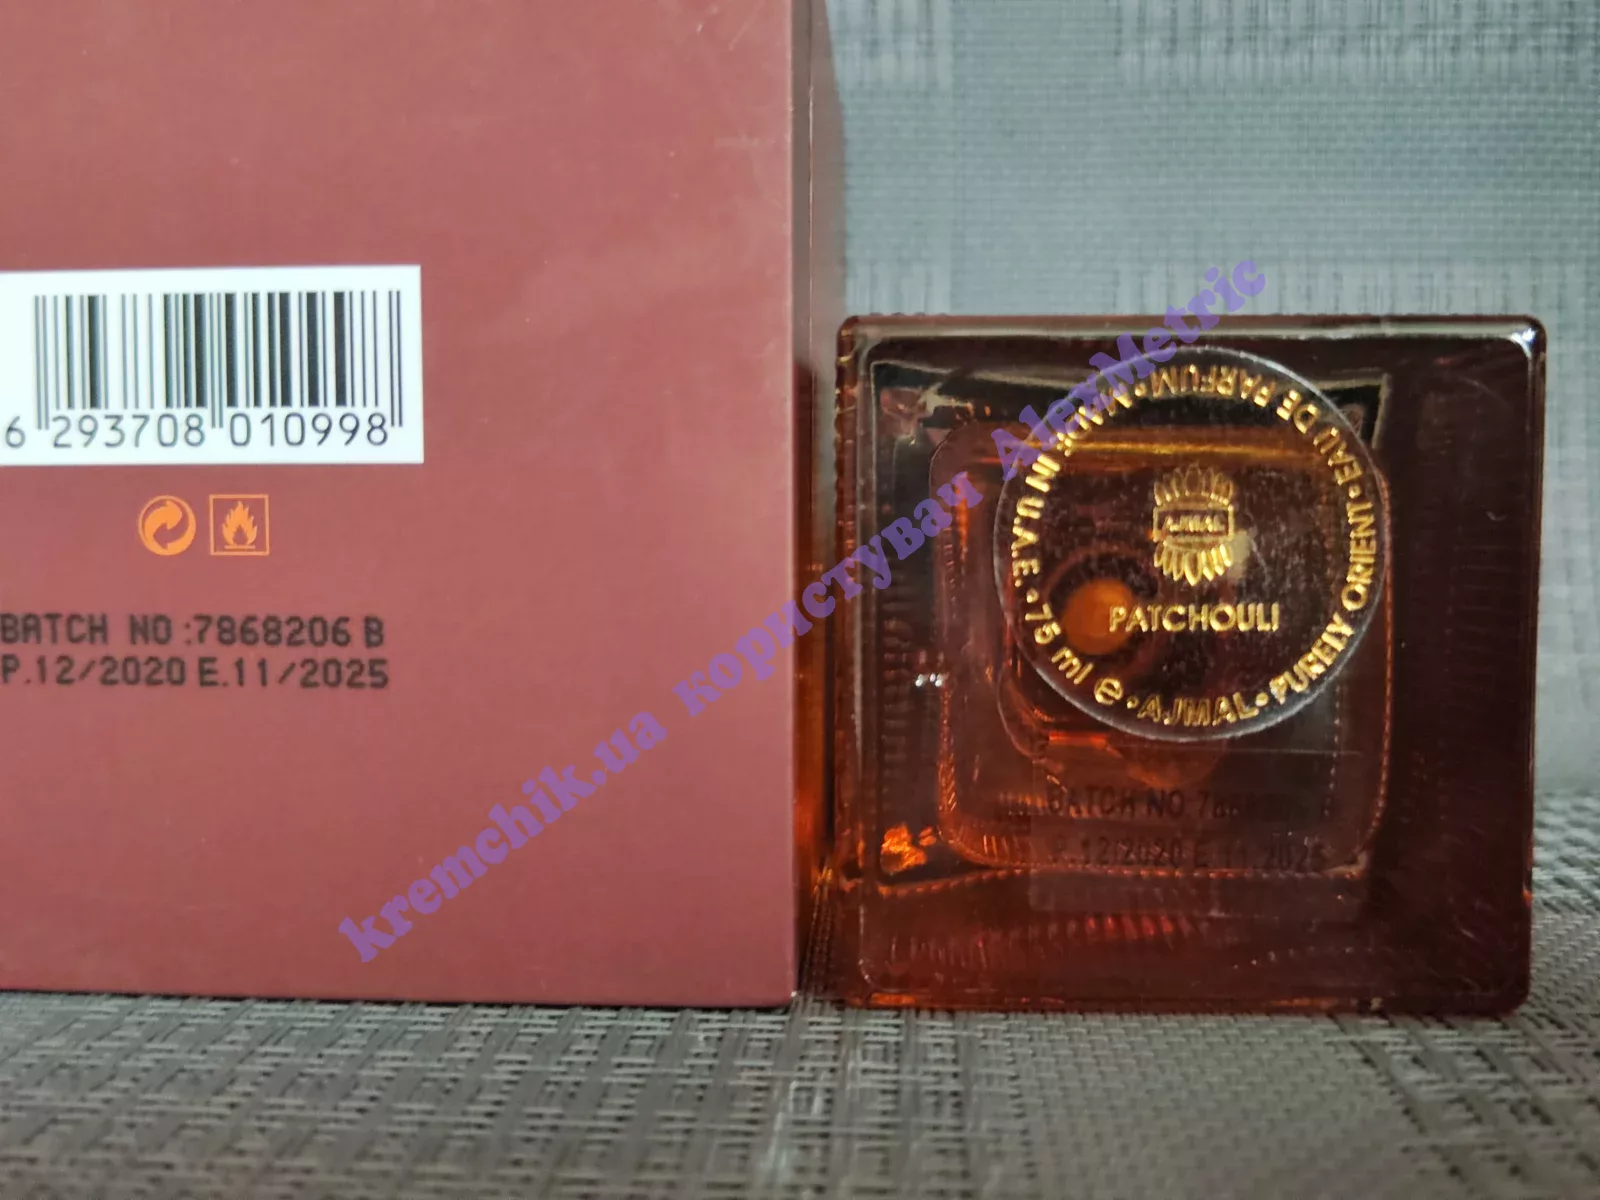 6 293708 010998
BATCH NO :7868206 B
P.12/2020 E.11/2025
AJMAL
PATCHOULI
MADE IN U.A.E. • 75 ml e • AJMAL • PURELY ORIENT • EAU DE PARFUM •
BATCH NO 7868 B
P.12/2020 E.11/2025
kremchik.ua користувач AlexMetric